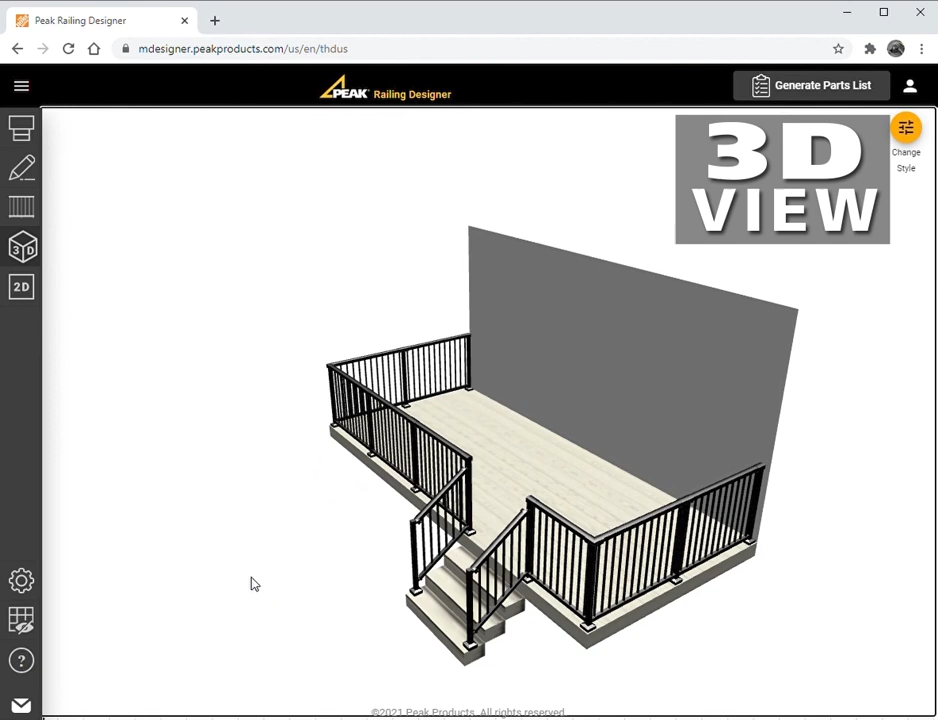 Peak Railing Designer
mdesigner.peakproducts.com/us/en/thdus
PEAK Railing Designer
Generate Parts List
3D
VIEW
Change
Style
3D
2D
?
©2021 Peak Products. All rights reserved.